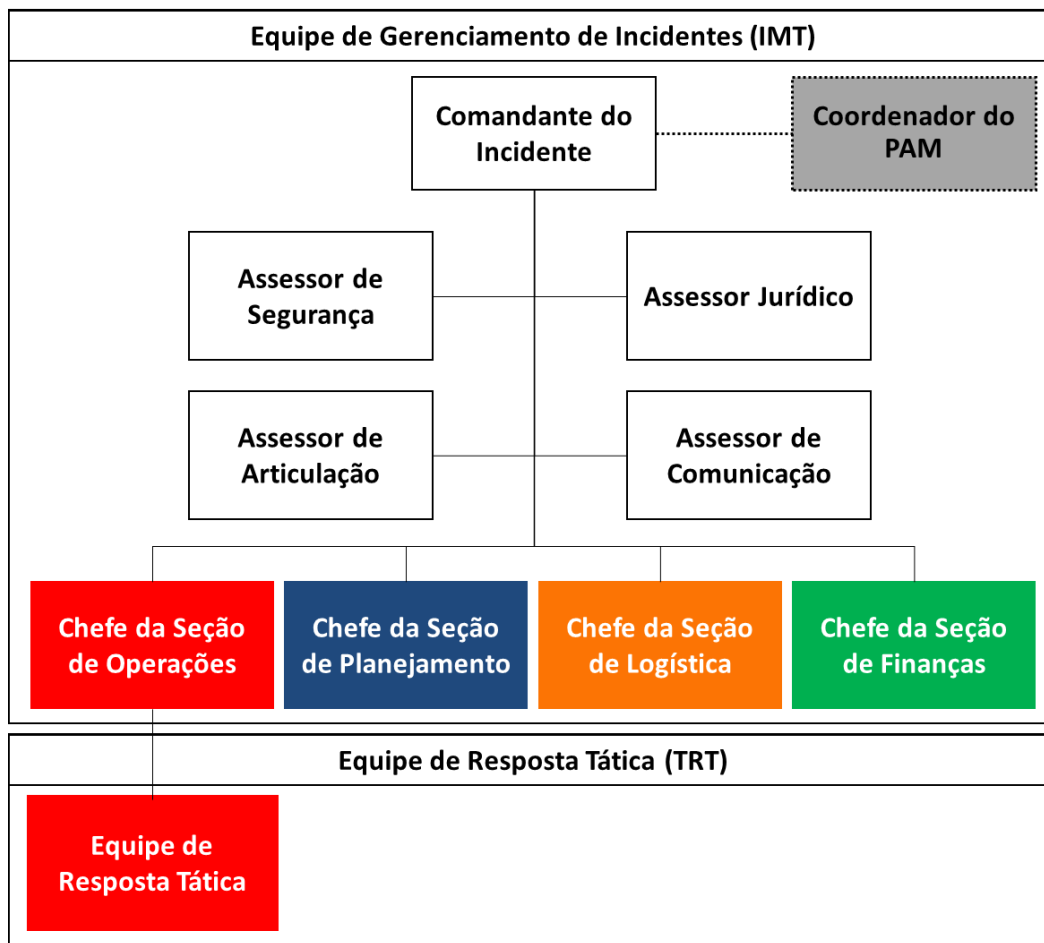 Equipe de Gerenciamento de Incidentes (IMT)
Comandante do
Incidente
Coordenador do
PAM
Assessor de
Segurança
Assessor Jurídico
Assessor de
Articulação
Assessor de
Comunicação
Chefe da Seção
de Operações
Chefe da Seção
de Planejamento
Chefe da Seção
de Logística
Chefe da Seção
de Finanças
Equipe de Resposta Tática (TRT)
Equipe de
Resposta Tática